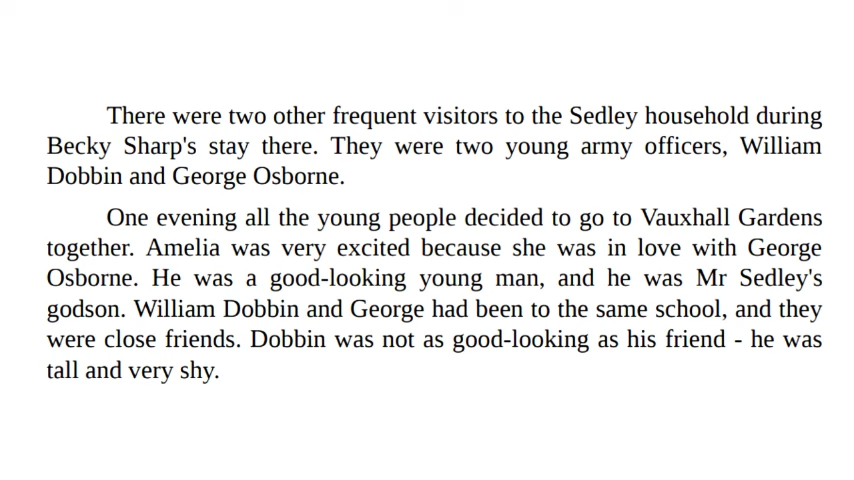 There were two other frequent visitors to the Sedley household during
Becky Sharp's stay there. They were two young army officers, William
Dobbin and George Osborne.
One evening all the young people decided to go to Vauxhall Gardens
together. Amelia was very excited because she was in love with George
Osborne. He was a good-looking young man, and he was Mr Sedley's
godson. William Dobbin and George had been to the same school, and they
were close friends. Dobbin was not as good-looking as his friend - he was
tall and very shy.